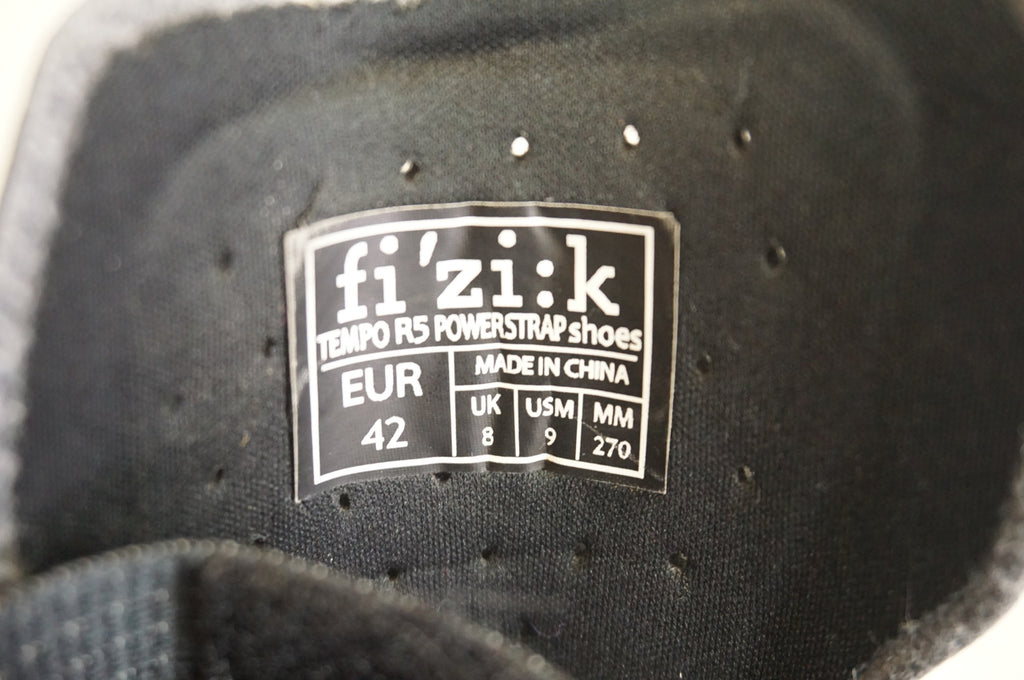 fi'zi:k
TEMPO R5 POWERSTRAP shoes
EUR
42
MADE IN CHINA
UK USM MM
8 9 270